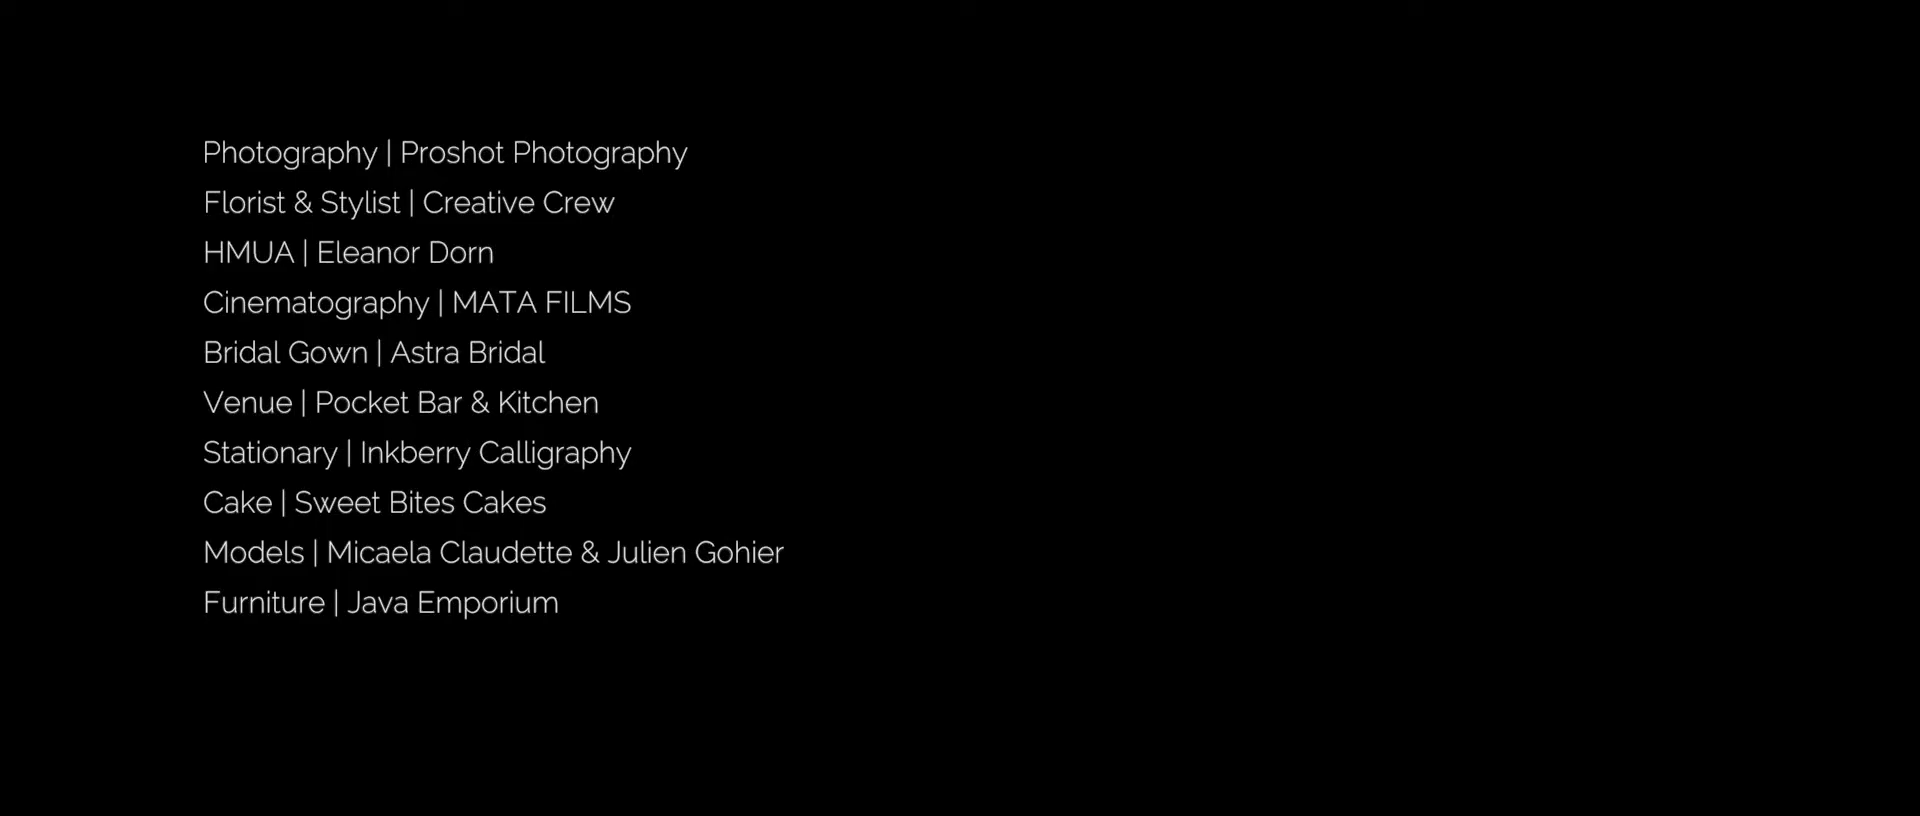 Photography | Proshot Photography
Florist & Stylist | Creative Crew
HMUA | Eleanor Dorn
Cinematography | MATA FILMS
Bridal Gown | Astra Bridal
Venue | Pocket Bar & Kitchen
Stationary | Inkberry Calligraphy
Cake | Sweet Bites Cakes
Models | Micaela Claudette & Julien Gohier
Furniture | Java Emporium